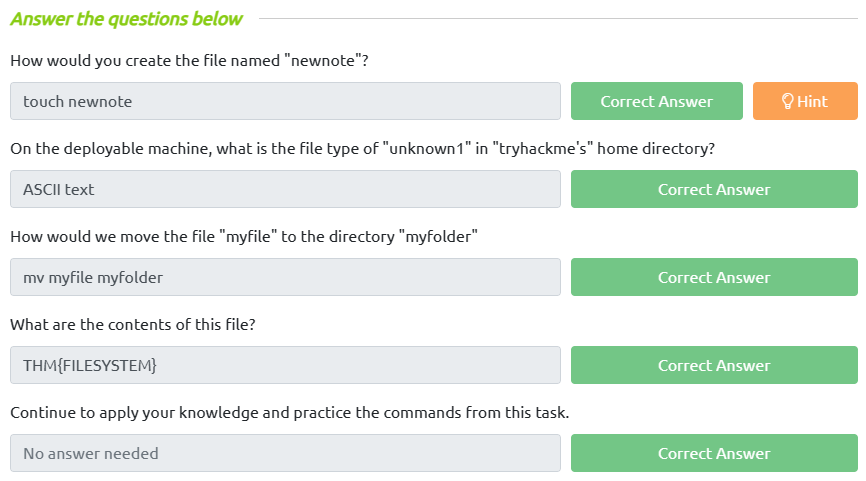 Answer the questions below
How would you create the file named "newnote"?
touch newnote
Correct Answer
Hint
On the deployable machine, what is the file type of "unknown1" in "tryhackme's" home directory?
ASCII text
Correct Answer
How would we move the file "myfile" to the directory "myfolder"
mv myfile myfolder
Correct Answer
What are the contents of this file?
THM{FILESYSTEM}
Correct Answer
Continue to apply your knowledge and practice the commands from this task.
No answer needed
Correct Answer